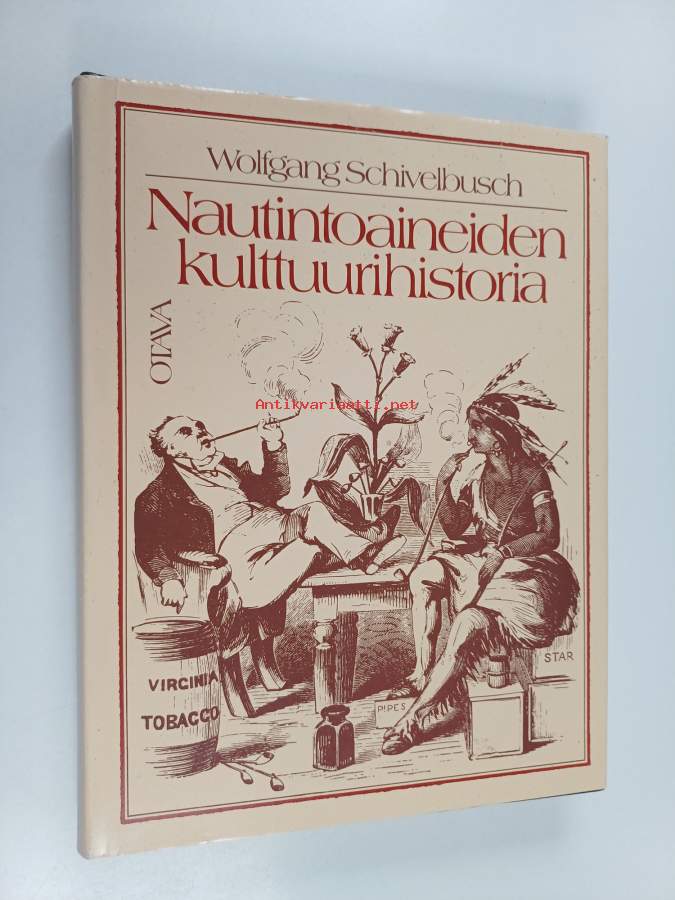 Wolfgang Schivelbusch
Nautintoaineiden
kulttuurihistoria
OTAVA
Antikvariaatti.net
VIRGINIA
TOBACCO
PIPES
STAR